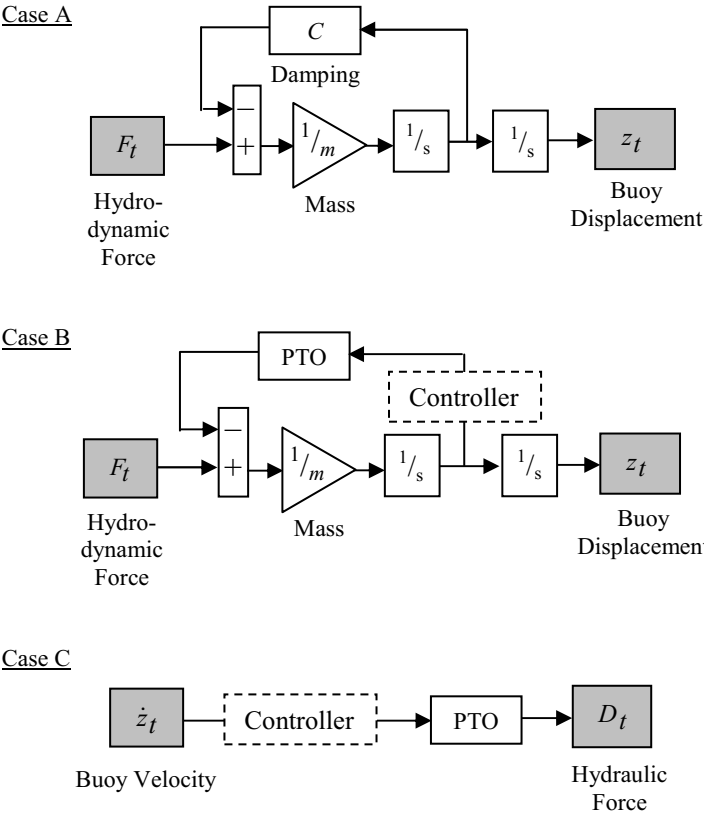 Case A
C
Damping
−
+
F_t
1/m
1/s
1/s
z_t
Hydro-
dynamic
Force
Mass
Buoy
Displacement
Case B
PTO
Controller
−
+
F_t
1/m
1/s
1/s
z_t
Hydro-
dynamic
Force
Mass
Buoy
Displacement
Case C
ż_t
Controller
PTO
D_t
Buoy Velocity
Hydraulic
Force